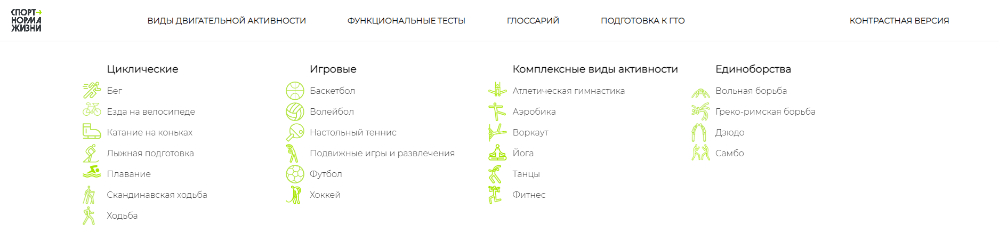 СПОРТ
НОРМА
ЖИЗНИ
ВИДЫ ДВИГАТЕЛЬНОЙ АКТИВНОСТИ
ФУНКЦИОНАЛЬНЫЕ ТЕСТЫ
ГЛОССАРИЙ
ПОДГОТОВКА К ГТО
КОНТРАСТНАЯ ВЕРСИЯ
Циклические
Бег
Езда на велосипеде
Катание на коньках
Лыжная подготовка
Плавание
Скандинавская ходьба
Ходьба
Игровые
Баскетбол
Волейбол
Настольный теннис
Подвижные игры и развлечения
Футбол
Хоккей
Комплексные виды активности
Атлетическая гимнастика
Аэробика
Воркаут
Йога
Танцы
Фитнес
Единоборства
Вольная борьба
Греко-римская борьба
Дзюдо
Самбо